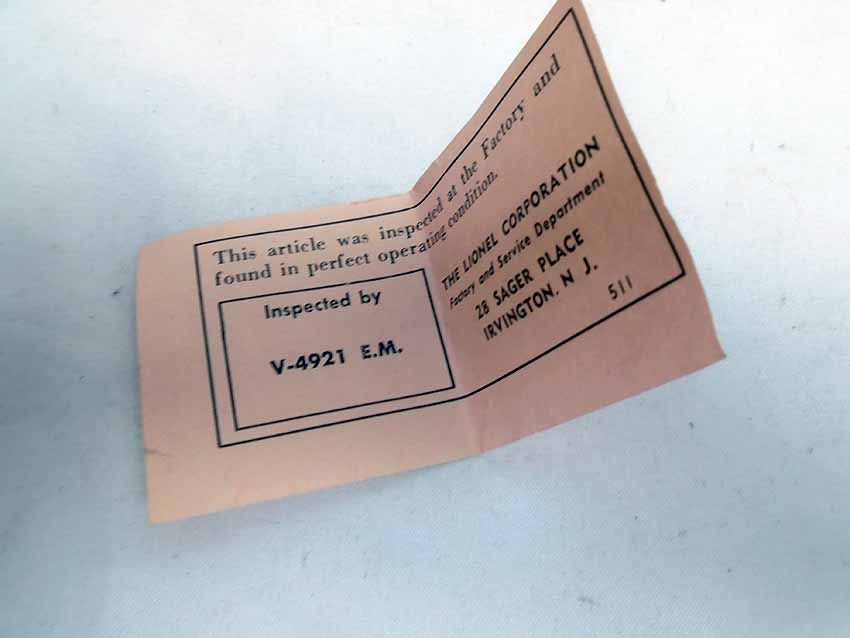 This article was inspected at the Factory and
found in perfect operating condition.
Inspected by
V-4921 E.M.
THE LIONEL CORPORATION
Factory and Service Department
28 SAGER PLACE
IRVINGTON, N J.
511